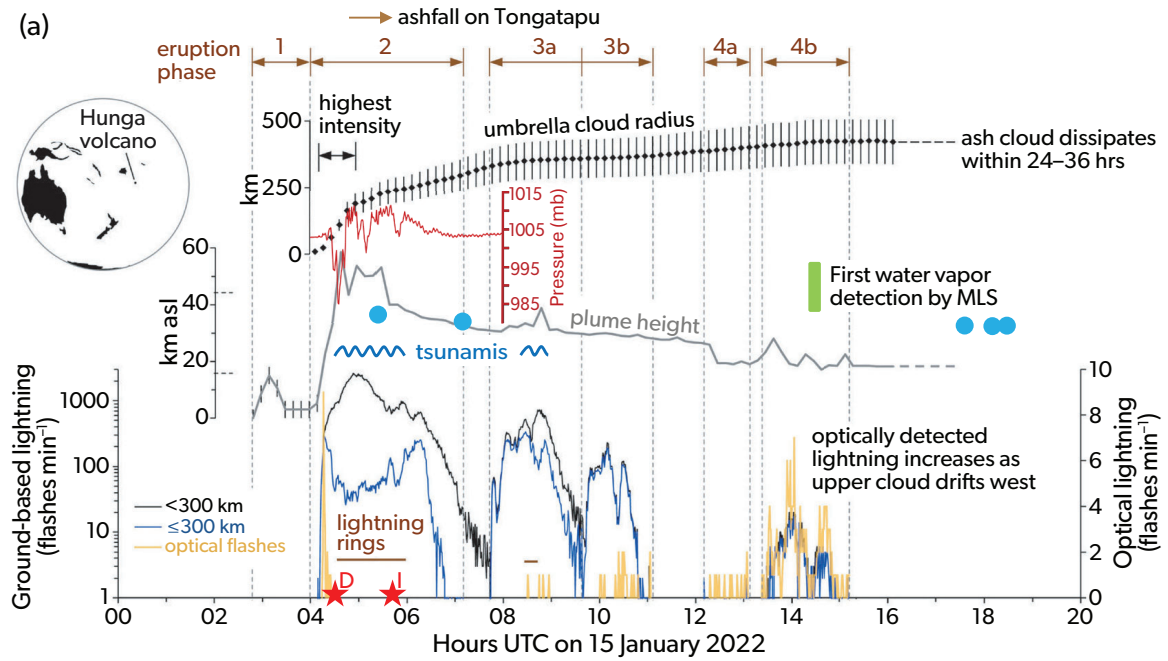 (a)
ashfall on Tongatapu
eruption
phase
1
2
3a
3b
4a
4b
Hunga
volcano
highest
intensity
umbrella cloud radius
ash cloud dissipates
within 24–36 hrs
500
250
0
km
1015
1005
995
985
Pressure (mb)
60
40
20
0
km asl
First water vapor
detection by MLS
plume height
tsunamis
1000
100
10
1
Ground-based lightning
(flashes min⁻¹)
<300 km
≤300 km
optical flashes
lightning
rings
D
I
optically detected
lightning increases as
upper cloud drifts west
10
8
6
4
2
0
Optical lightning
(flashes min⁻¹)
00
02
04
06
08
10
12
14
16
18
20
Hours UTC on 15 January 2022